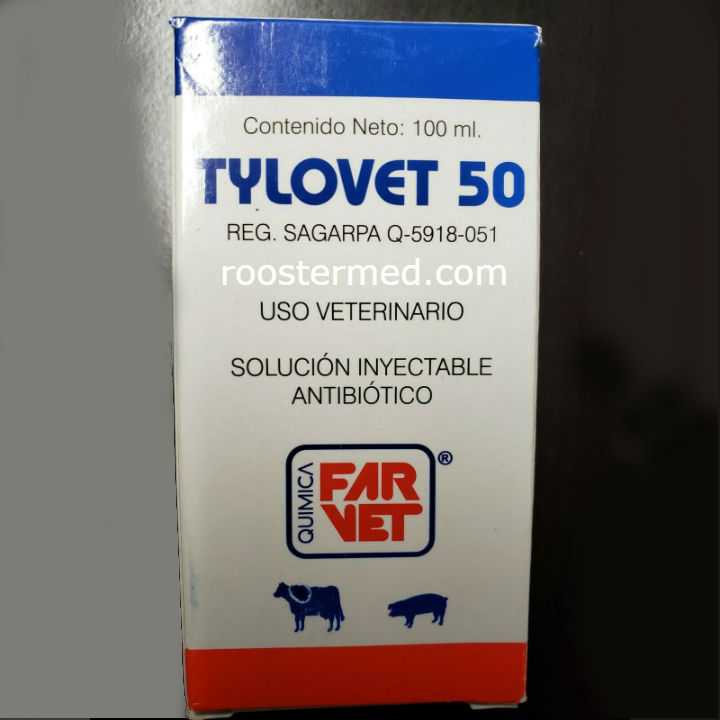 Contenido Neto: 100 ml.
TYLOVET 50
REG. SAGARPA Q-5918-051
roostermed.com
USO VETERINARIO
SOLUCIÓN INYECTABLE
ANTIBIÓTICO
QUIMICA
FAR
VET
®